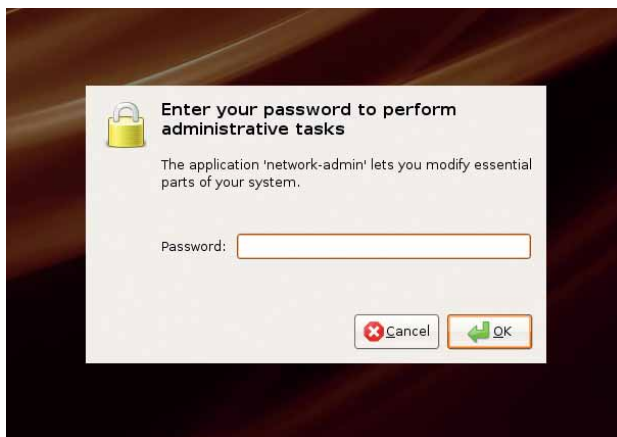 Enter your password to perform
administrative tasks
The application 'network-admin' lets you modify essential
parts of your system.
Password:
Cancel
OK